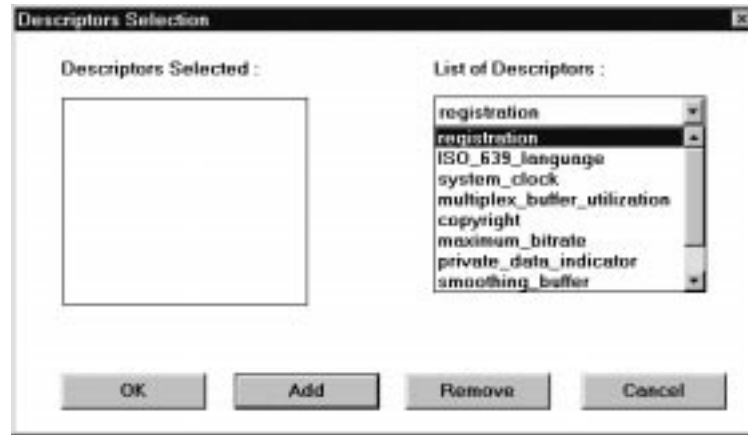 Descriptors Selection
Descriptors Selected :
List of Descriptors :
registration
registration
ISO_639_language
system_clock
multiplex_buffer_utilization
copyright
maximum_bitrate
private_data_indicator
smoothing_buffer
OK
Add
Remove
Cancel